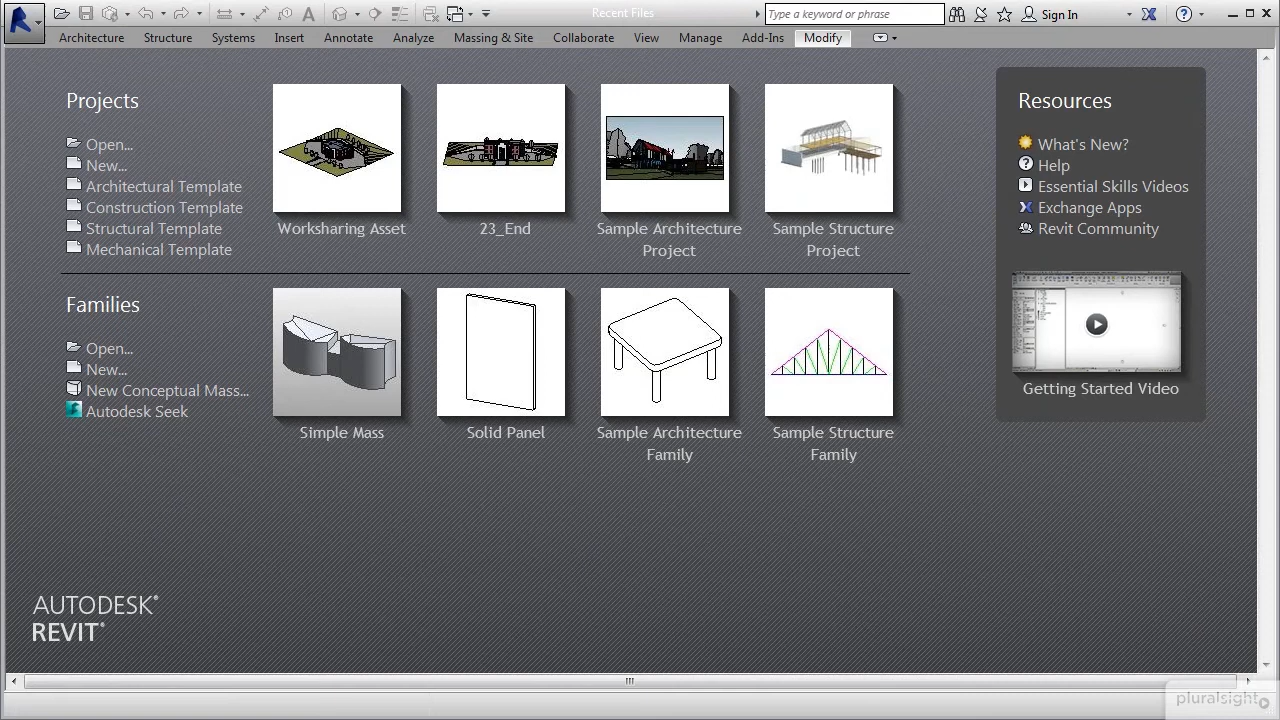 Recent Files
Type a keyword or phrase
Sign In
Architecture Structure Systems Insert Annotate Analyze Massing & Site Collaborate View Manage Add-Ins Modify
Projects
Open...
New...
Architectural Template
Construction Template
Structural Template
Mechanical Template
Worksharing Asset
23_End
Sample Architecture
Project
Sample Structure
Project
Families
Open...
New...
New Conceptual Mass...
Autodesk Seek
Simple Mass
Solid Panel
Sample Architecture
Family
Sample Structure
Family
Resources
What's New?
Help
Essential Skills Videos
Exchange Apps
Revit Community
Getting Started Video
AUTODESK®
REVIT®
pluralsight